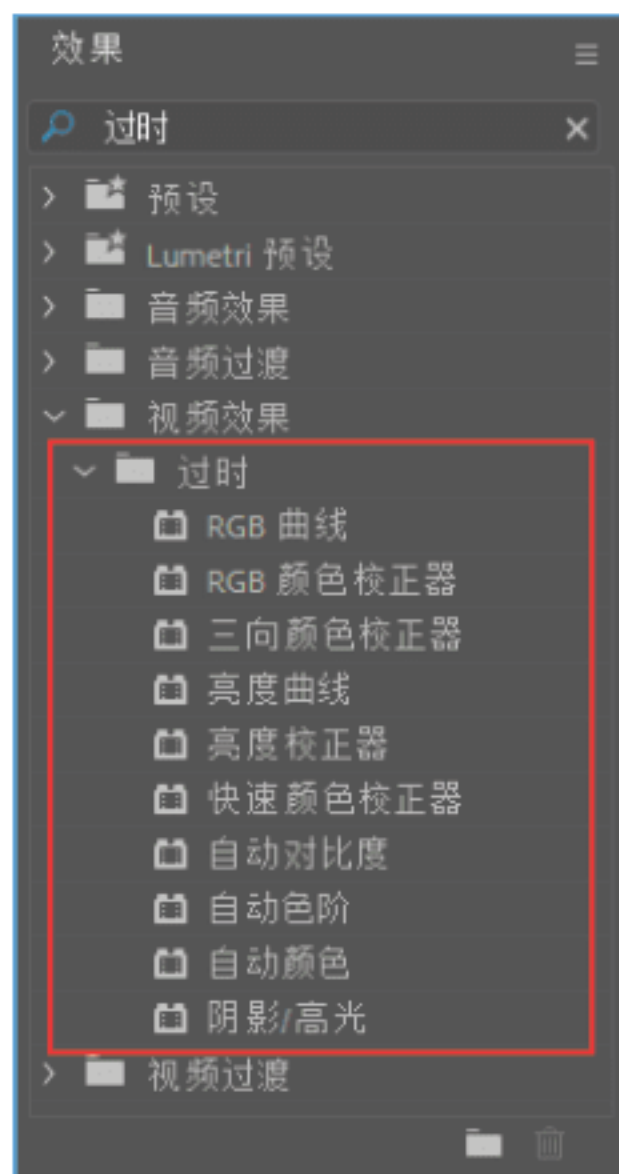 效果
过时
预设
Lumetri 预设
音频效果
音频过渡
视频效果
过时
RGB 曲线
RGB 颜色校正器
三向颜色校正器
亮度曲线
亮度校正器
快速颜色校正器
自动对比度
自动色阶
自动颜色
阴影/高光
视频过渡